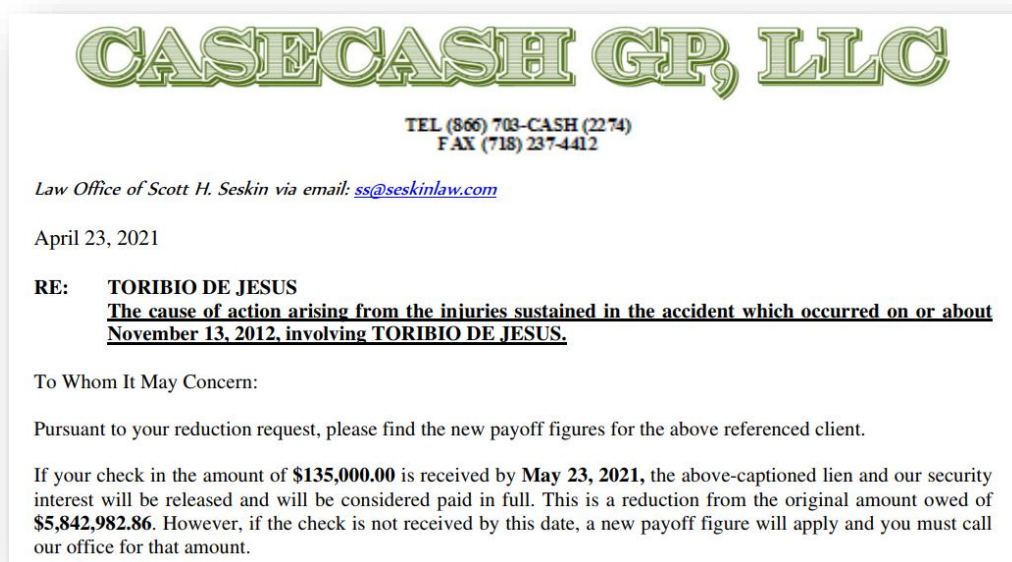 CASECASH GP, LLC
TEL (866) 703-CASH (2274)
FAX (718) 237-4412
Law Office of Scott H. Seskin via email: ss@seskinlaw.com
April 23, 2021
RE: TORIBIO DE JESUS
The cause of action arising from the injuries sustained in the accident which occurred on or about
November 13, 2012, involving TORIBIO DE JESUS.
To Whom It May Concern:
Pursuant to your reduction request, please find the new payoff figures for the above referenced client.
If your check in the amount of $135,000.00 is received by May 23, 2021, the above-captioned lien and our security
interest will be released and will be considered paid in full. This is a reduction from the original amount owed of
$5,842,982.86. However, if the check is not received by this date, a new payoff figure will apply and you must call
our office for that amount.